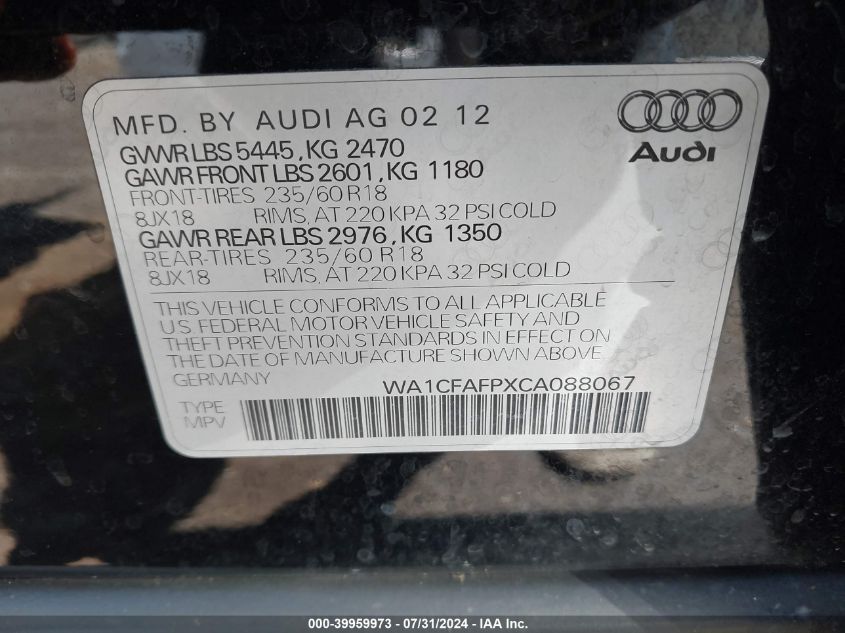 MFD. BY AUDI AG 02 12
GVWR LBS 5445, KG 2470
GAWR FRONT LBS 2601, KG 1180
FRONT-TIRES 235/60 R18
8JX18 RIMS, AT 220 KPA 32 PSI COLD
GAWR REAR LBS 2976, KG 1350
REAR-TIRES 235/60 R18
8JX18 RIMS, AT 220 KPA 32 PSI COLD
Audi
THIS VEHICLE CONFORMS TO ALL APPLICABLE
U.S. FEDERAL MOTOR VEHICLE SAFETY AND
THEFT PREVENTION STANDARDS IN EFFECT ON
THE DATE OF MANUFACTURE SHOWN ABOVE.
GERMANY WA1CFAFPXCA088067
TYPE
MPV
000-39959973 - 07/31/2024 - IAA Inc.